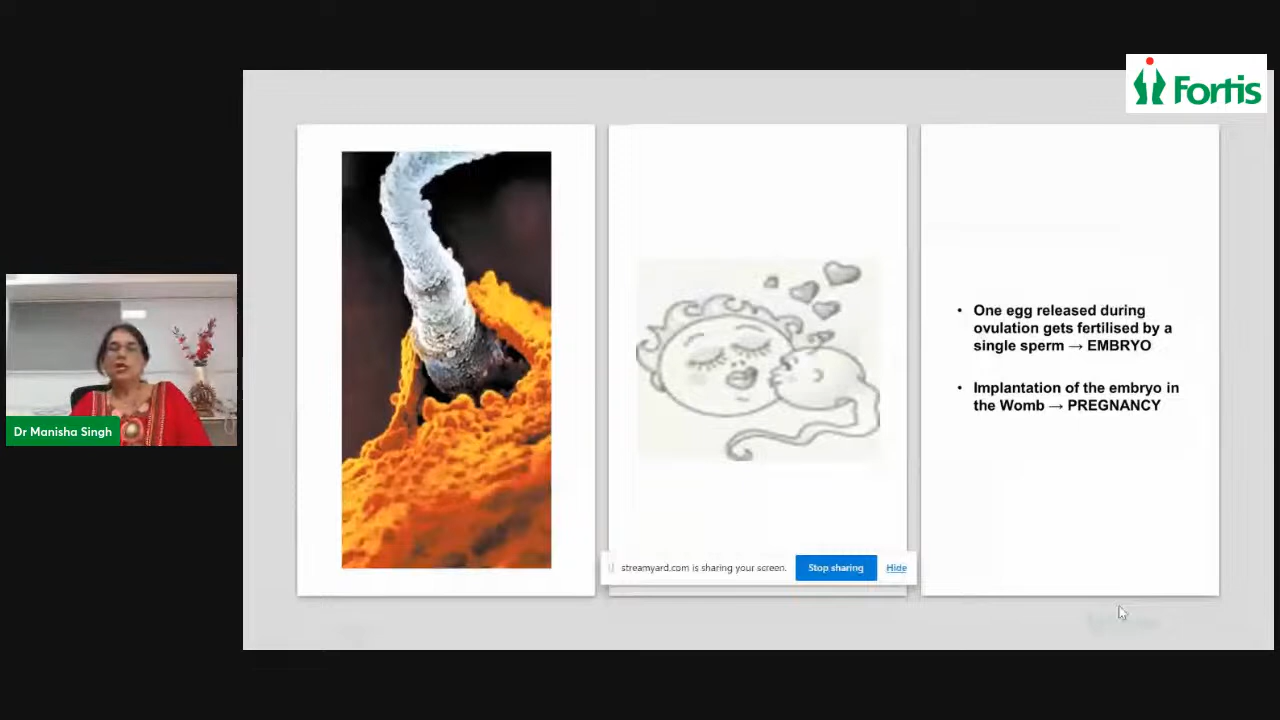 Fortis
• One egg released during
ovulation gets fertilised by a
single sperm → EMBRYO
• Implantation of the embryo in
the Womb → PREGNANCY
Dr Manisha Singh
streamyard.com is sharing your screen. Stop sharing Hide